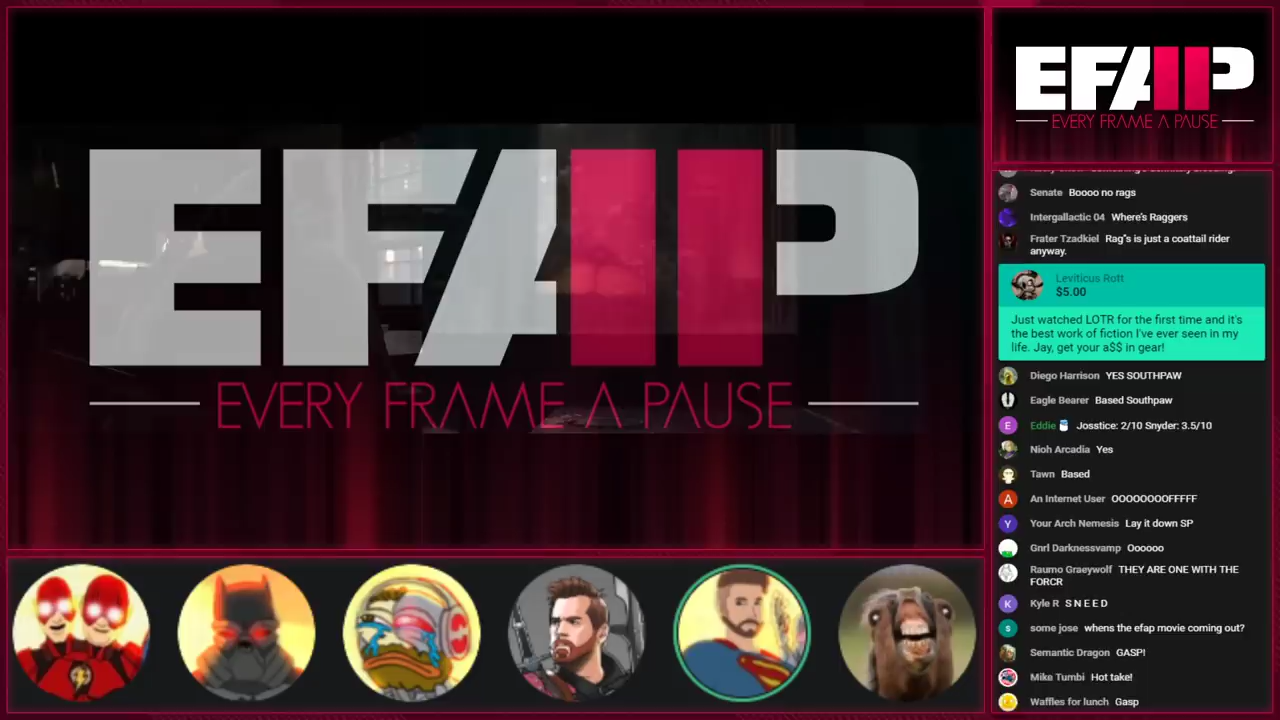 EFAP
EVERY FRAME A PAUSE
EFAP
EVERY FRAME A PAUSE
Senate Boooo no rags
Intergallactic 04 Where's Raggers
Frater Tzadkiel Rag"s is just a coattail rider
anyway.
Leviticus Rott
$5.00
Just watched LOTR for the first time and it's
the best work of fiction I've ever seen in my
life. Jay, get your a$$ in gear!
Diego Harrison YES SOUTHPAW
Eagle Bearer Based Southpaw
E Eddie Josstice: 2/10 Snyder: 3.5/10
Nioh Arcadia Yes
Tawn Based
A An Internet User OOOOOOOOFFFFF
Y Your Arch Nemesis Lay it down SP
Gnrl Darknessvamp Oooooo
Raumo Graeywolf THEY ARE ONE WITH THE
FORCR
K Kyle R S N E E D
s some jose whens the efap movie coming out?
Semantic Dragon GASP!
Mike Tumbi Hot take!
Waffles for lunch Gasp